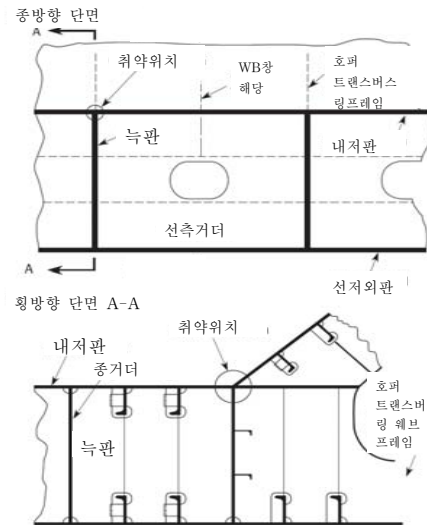 종방향 단면
A
취약위치
WB창
해당
호퍼
트랜스버스
링프레임
늑판
내저판
선측거더
A
선저외판
횡방향 단면 A-A
취약위치
내저판
종거더
늑판
호퍼
트랜스버
링 웨브
프레임